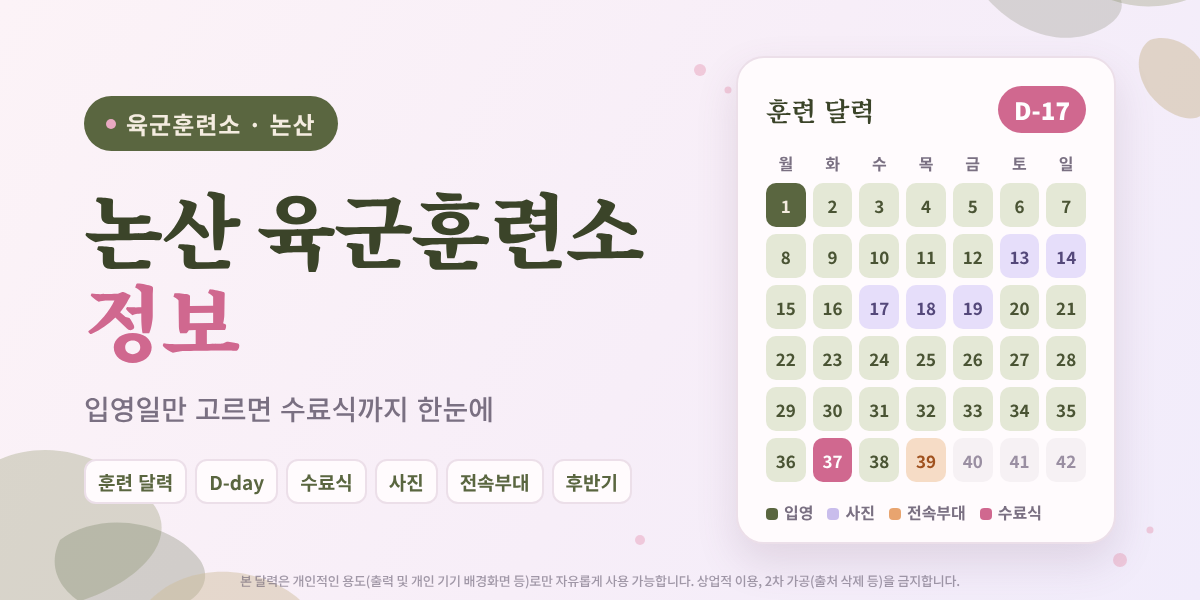 육군훈련소 · 논산
논산 육군훈련소
정보
입영일만 고르면 수료식까지 한눈에
훈련 달력 D-day 수료식 사진 전속부대 후반기
훈련 달력 D-17
월 화 수 목 금 토 일
1 2 3 4 5 6 7
8 9 10 11 12 13 14
15 16 17 18 19 20 21
22 23 24 25 26 27 28
29 30 31 32 33 34 35
36 37 38 39 40 41 42
입영 사진 전속부대 수료식
본 달력은 개인적인 용도(출력 및 개인 기기 배경화면 등)로만 자유롭게 사용 가능합니다. 상업적 이용, 2차 가공(출처 삭제 등)을 금지합니다.